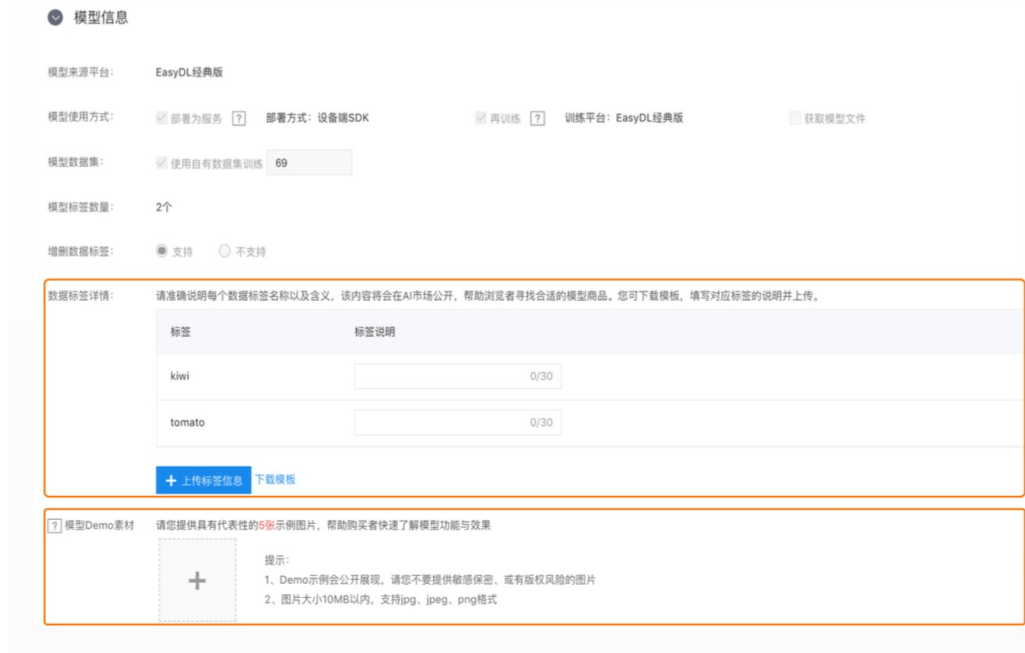 模型信息
模型来源平台: EasyDL经典版
模型使用方式: 部署为服务 ? 部署方式: 设备端SDK 再训练 ? 训练平台: EasyDL经典版 获取模型文件
模型数据集: 使用自有数据集训练 69
模型标签数量: 2个
增删数据标签: 支持 不支持
数据标签详情: 请准确说明每个数据标签名称以及含义，该内容将会在AI市场公开，帮助浏览者寻找合适的模型商品。您可下载模板，填写对应标签的说明并上传。
标签 标签说明
kiwi 0/30
tomato 0/30
+ 上传标签信息 下载模板
? 模型Demo素材 请您提供具有代表性的5张示例图片，帮助购买者快速了解模型功能与效果
提示:
1、Demo示例会公开展现，请您不要提供敏感保密、或有版权风险的图片
2、图片大小10MB以内，支持jpg、jpeg、png格式